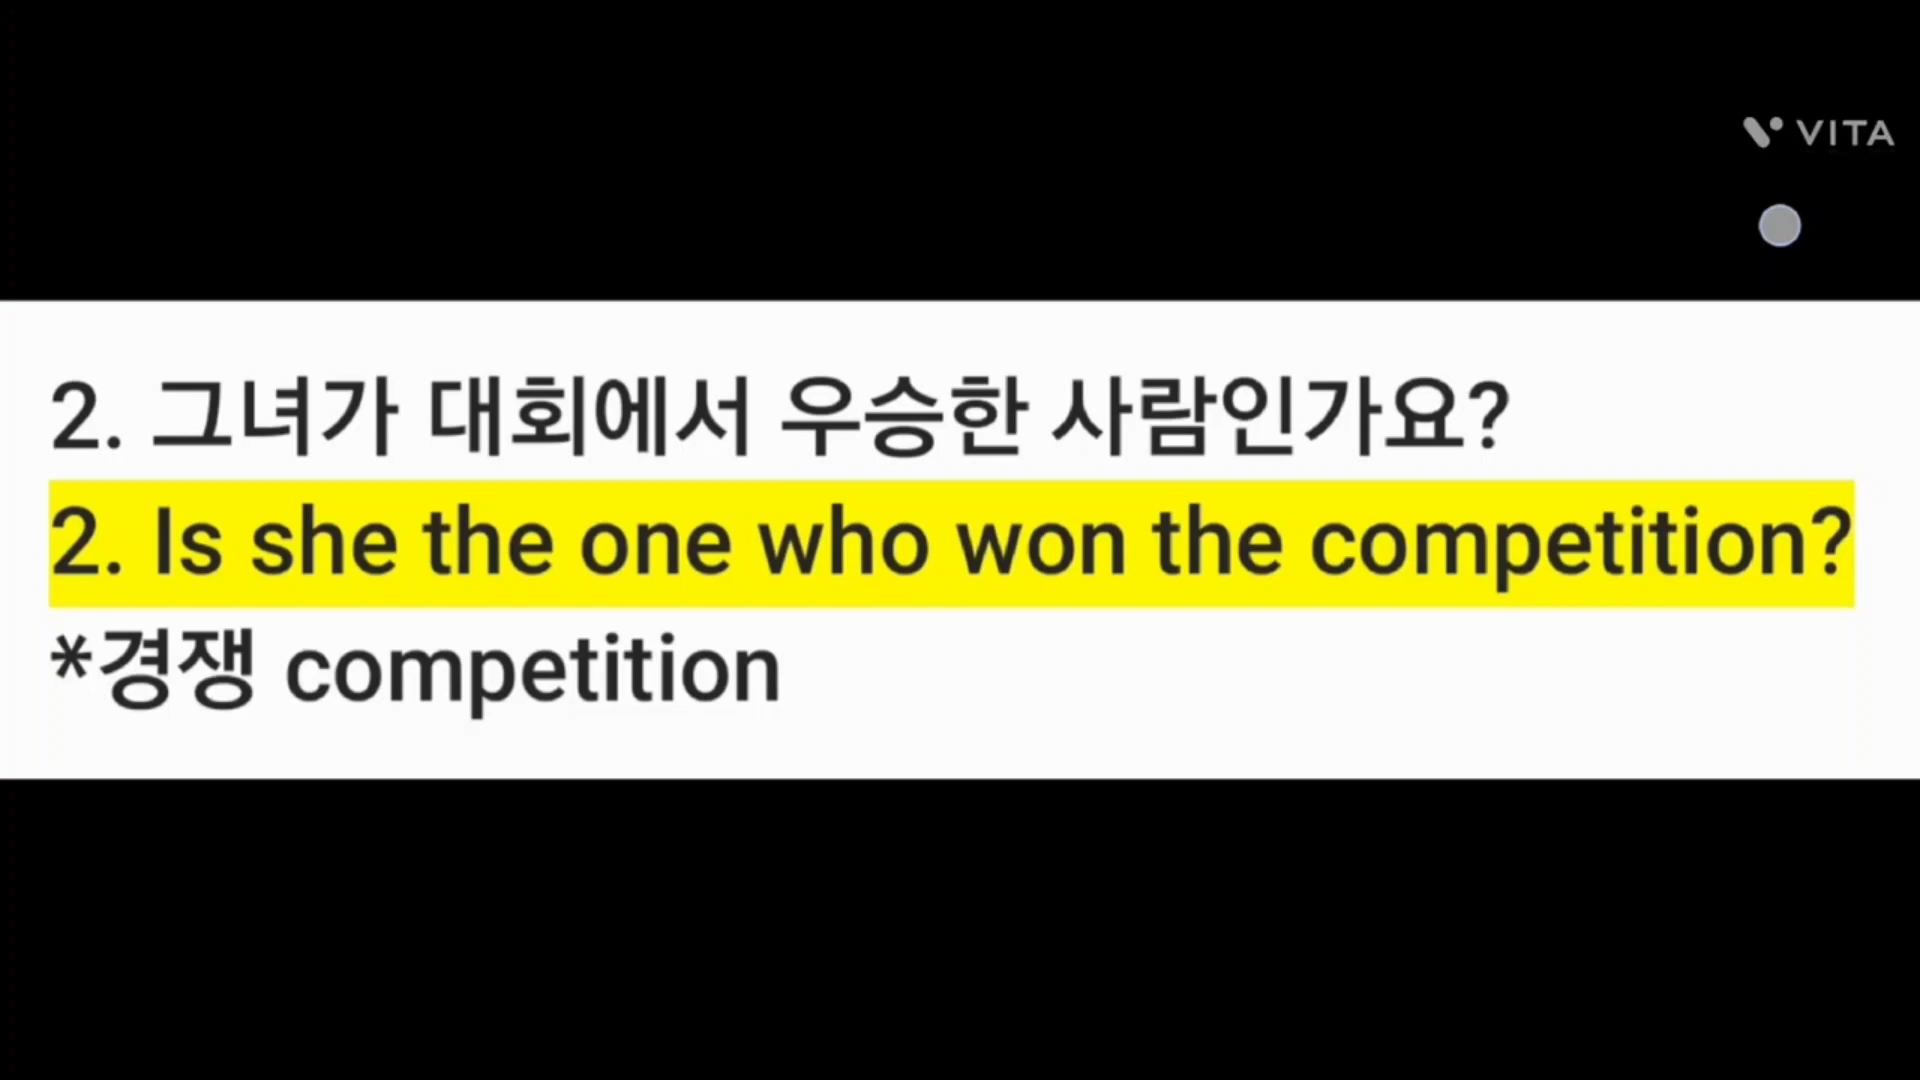 VITA
2. 그녀가 대회에서 우승한 사람인가요?
2. Is she the one who won the competition?
*경쟁 competition